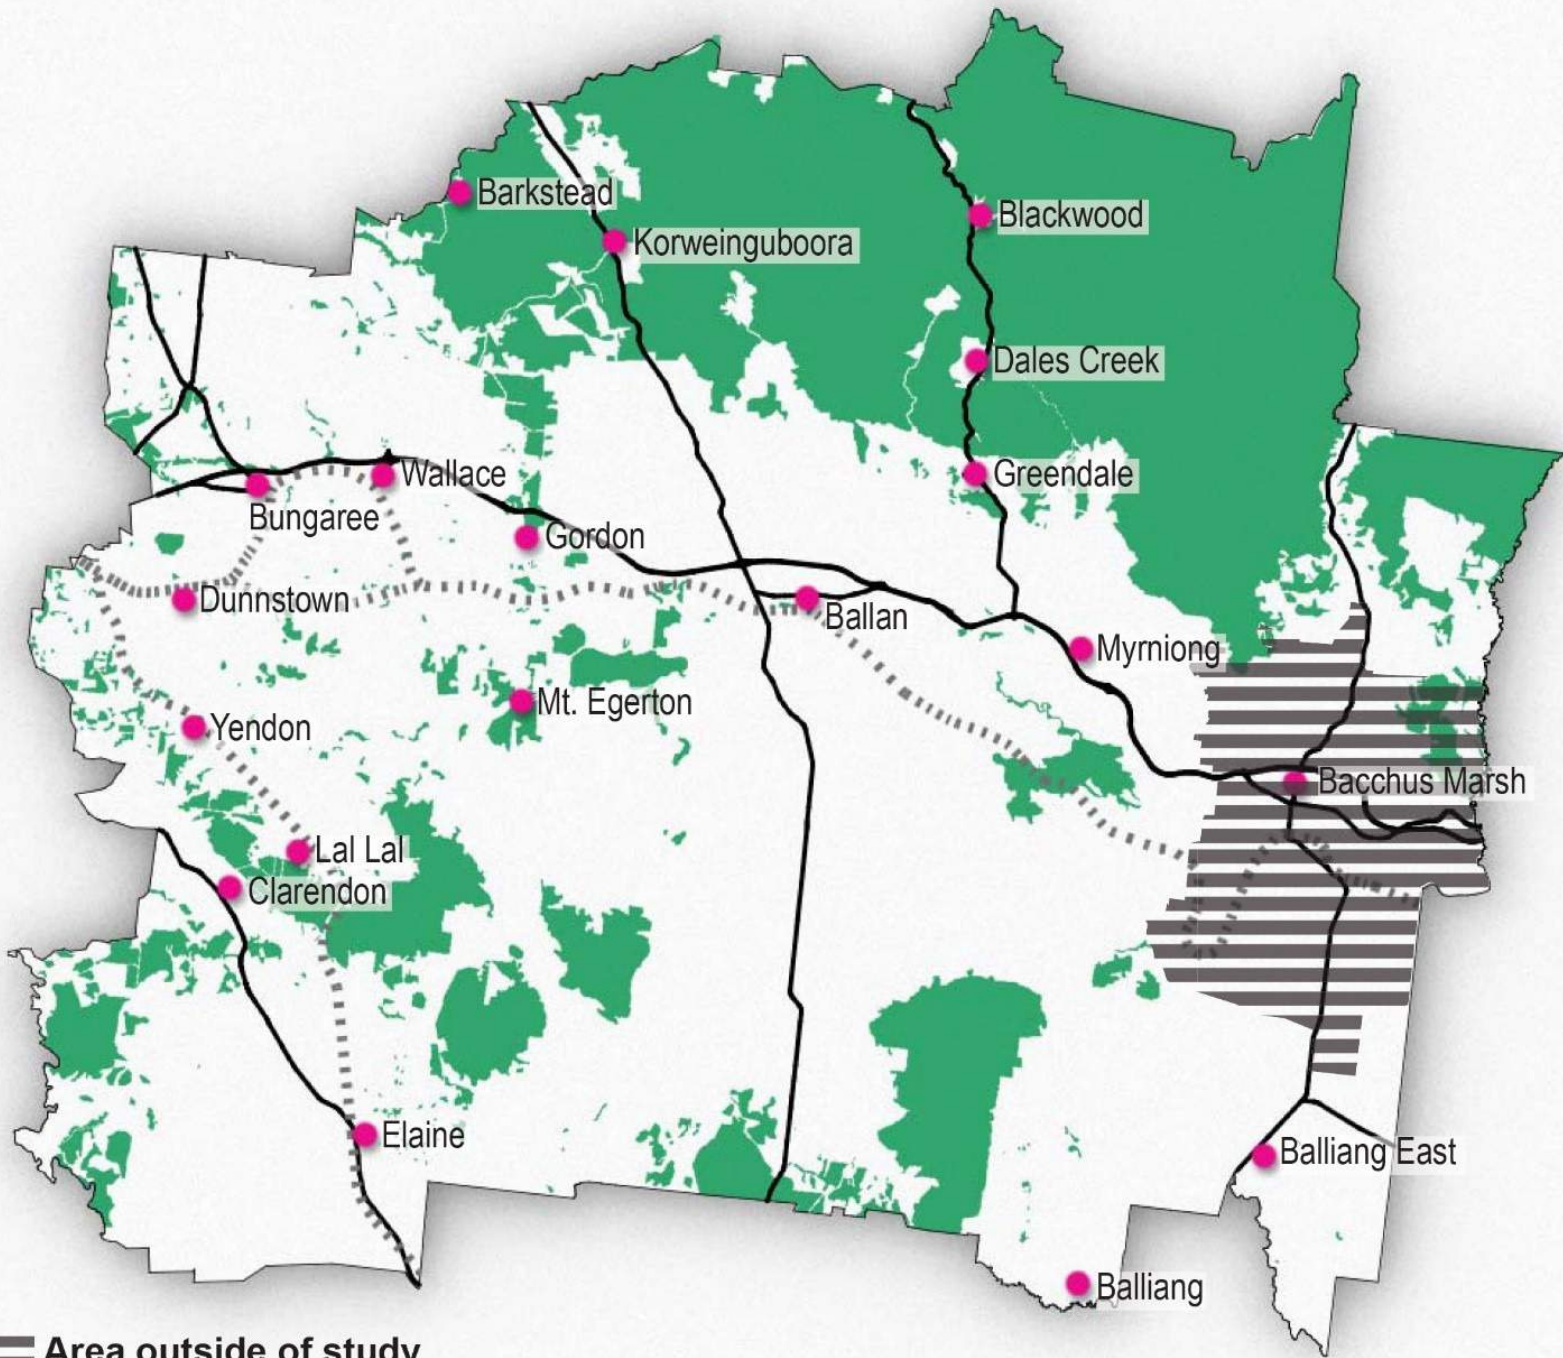 Barkstead
Blackwood
Korweinguboora
Dales Creek
Wallace
Greendale
Bungaree
Gordon
Dunnstown
Ballan
Myrniong
Mt. Egerton
Yendon
Bacchus Marsh
Lal Lal
Clarendon
Elaine
Balliang East
Balliang
Area outside of study